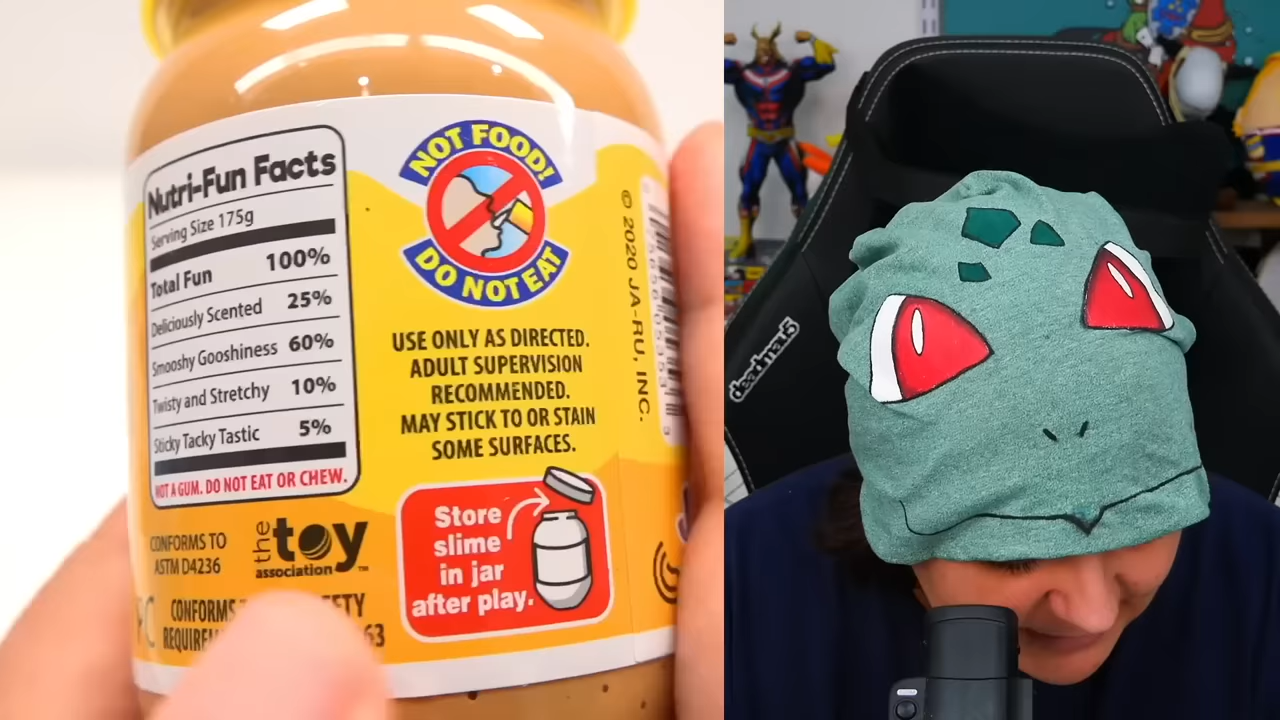 Nutri-Fun Facts
Serving Size 175g
Total Fun 100%
Deliciously Scented 25%
Smooshy Gooshiness 60%
Twisty and Stretchy 10%
Sticky Tacky Tastic 5%
NOT A GUM. DO NOT EAT OR CHEW.
CONFORMS TO
ASTM D4236
the toy
association™
CONFORMS
NOT FOOD!
DO NOT EAT
USE ONLY AS DIRECTED.
ADULT SUPERVISION
RECOMMENDED.
MAY STICK TO OR STAIN
SOME SURFACES.
Store
slime
in jar
after play.
© 2020 JA-RU, INC.
deadmau5